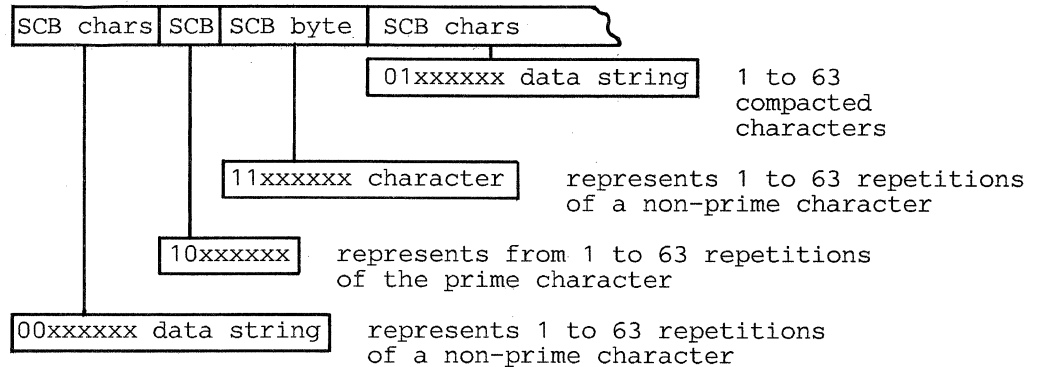 SCB chars SCB SCB byte SCB chars
01xxxxxx data string
1 to 63
compacted
characters
11xxxxxx character
represents 1 to 63 repetitions
of a non-prime character
10xxxxxx
represents from 1 to 63 repetitions
of the prime character
00xxxxxx data string
represents 1 to 63 repetitions
of a non-prime character